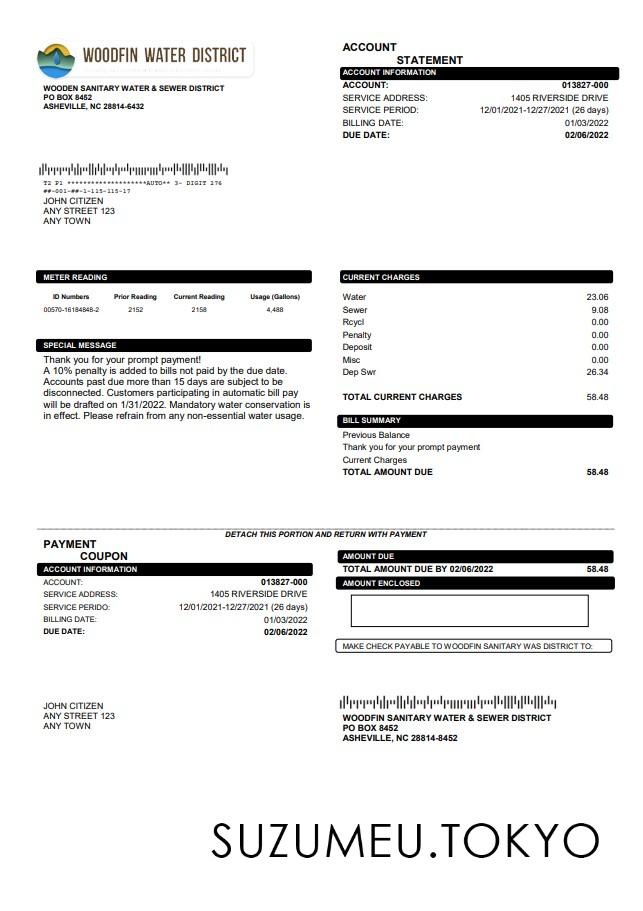 WOODFIN WATER DISTRICT
WOODEN SANITARY WATER & SEWER DISTRICT
PO BOX 8452
ASHEVILLE, NC 28814-6432
ACCOUNT
STATEMENT
ACCOUNT INFORMATION
ACCOUNT: 013827-000
SERVICE ADDRESS: 1405 RIVERSIDE DRIVE
SERVICE PERIOD: 12/01/2021-12/27/2021 (26 days)
BILLING DATE: 01/03/2022
DUE DATE: 02/06/2022
T2 P1 ********************AUTO** 3- DIGIT 276
##-001-##-1-115-115-17
JOHN CITIZEN
ANY STREET 123
ANY TOWN
METER READING
ID Numbers Prior Reading Current Reading Usage (Gallons)
00570-16184848-2 2152 2158 4,488
SPECIAL MESSAGE
Thank you for your prompt payment!
A 10% penalty is added to bills not paid by the due date.
Accounts past due more than 15 days are subject to be
disconnected. Customers participating in automatic bill pay
will be drafted on 1/31/2022. Mandatory water conservation is
in effect. Please refrain from any non-essential water usage.
CURRENT CHARGES
Water 23.06
Sewer 9.08
Rcycl 0.00
Penalty 0.00
Deposit 0.00
Misc 0.00
Dep Swr 26.34
TOTAL CURRENT CHARGES 58.48
BILL SUMMARY
Previous Balance
Thank you for your prompt payment
Current Charges
TOTAL AMOUNT DUE 58.48
DETACH THIS PORTION AND RETURN WITH PAYMENT
PAYMENT
COUPON
ACCOUNT INFORMATION
ACCOUNT: 013827-000
SERVICE ADDRESS: 1405 RIVERSIDE DRIVE
SERVICE PERIDO: 12/01/2021-12/27/2021 (26 days)
BILLING DATE: 01/03/2022
DUE DATE: 02/06/2022
AMOUNT DUE
TOTAL AMOUNT DUE BY 02/06/2022 58.48
AMOUNT ENCLOSED
MAKE CHECK PAYABLE TO WOODFIN SANITARY WAS DISTRICT TO:
JOHN CITIZEN
ANY STREET 123
ANY TOWN
WOODFIN SANITARY WATER & SEWER DISTRICT
PO BOX 8452
ASHEVILLE, NC 28814-8452
SUZUMEU.TOKYO